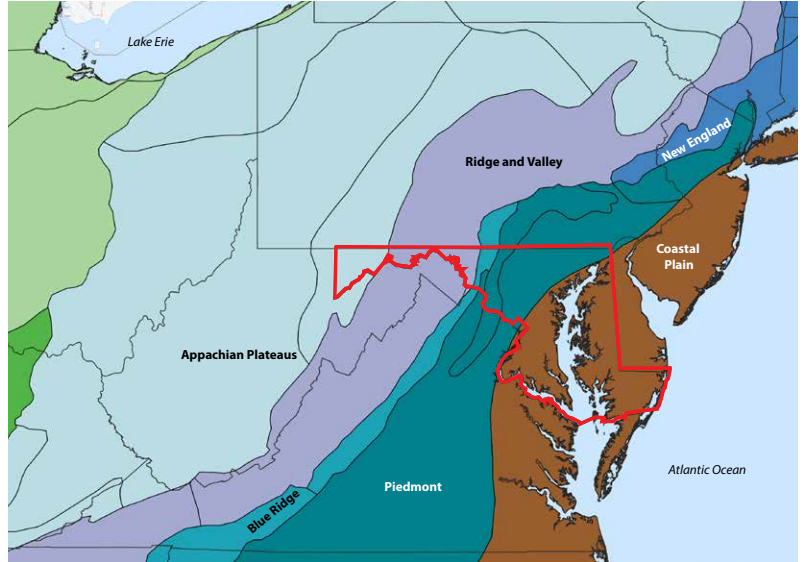 Lake Erie
New England
Ridge and Valley
Coastal
Plain
Appachian Plateaus
Atlantic Ocean
Piedmont
Blue Ridge